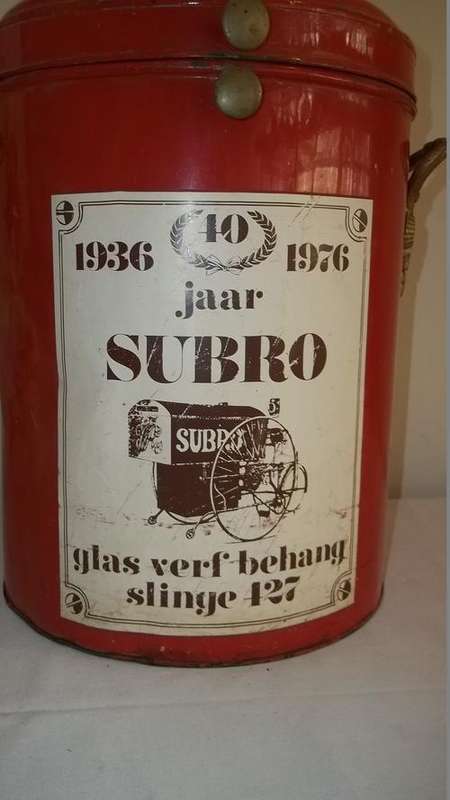 40
1936 1976
jaar
SUBRO
SUBRO
glas verf behang
slinge 427